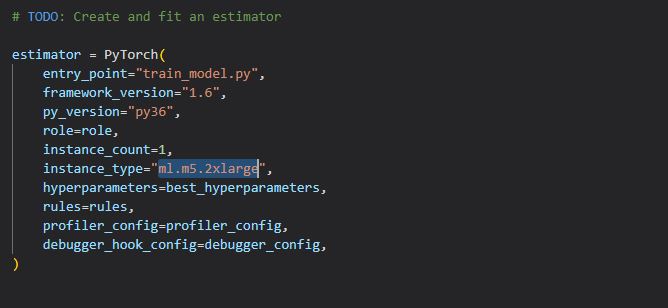 # TODO: Create and fit an estimator
estimator = PyTorch(
entry_point="train_model.py",
framework_version="1.6",
py_version="py36",
role=role,
instance_count=1,
instance_type="ml.m5.2xlarge",
hyperparameters=best_hyperparameters,
rules=rules,
profiler_config=profiler_config,
debugger_hook_config=debugger_config,
)